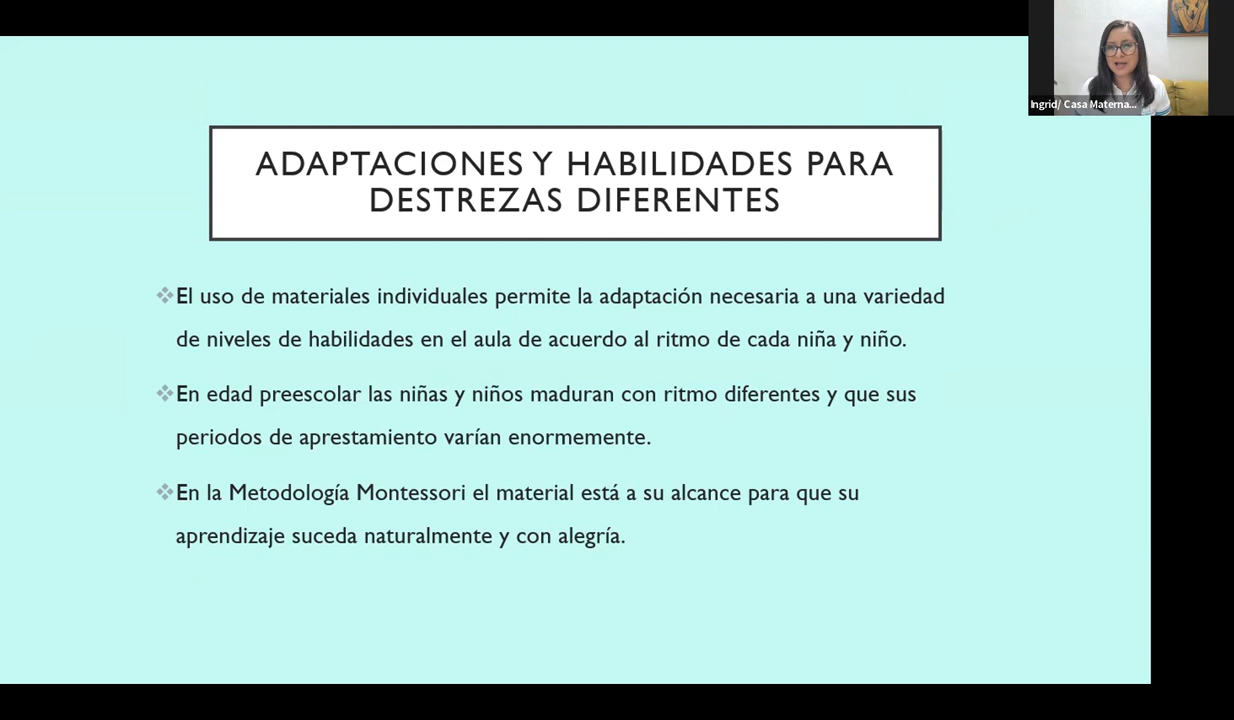 Ingrid/ Casa Materna...
ADAPTACIONES Y HABILIDADES PARA
DESTREZAS DIFERENTES
❖El uso de materiales individuales permite la adaptación necesaria a una variedad
de niveles de habilidades en el aula de acuerdo al ritmo de cada niña y niño.
❖En edad preescolar las niñas y niños maduran con ritmo diferentes y que sus
periodos de aprestamiento varían enormemente.
❖En la Metodología Montessori el material está a su alcance para que su
aprendizaje suceda naturalmente y con alegría.